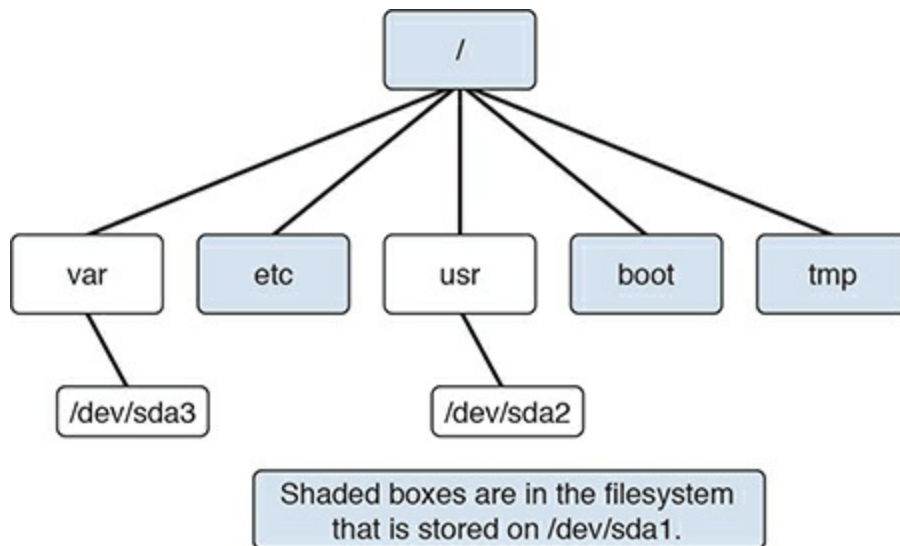 /
var
etc
usr
boot
tmp
/dev/sda3
/dev/sda2
Shaded boxes are in the filesystem
that is stored on /dev/sda1.